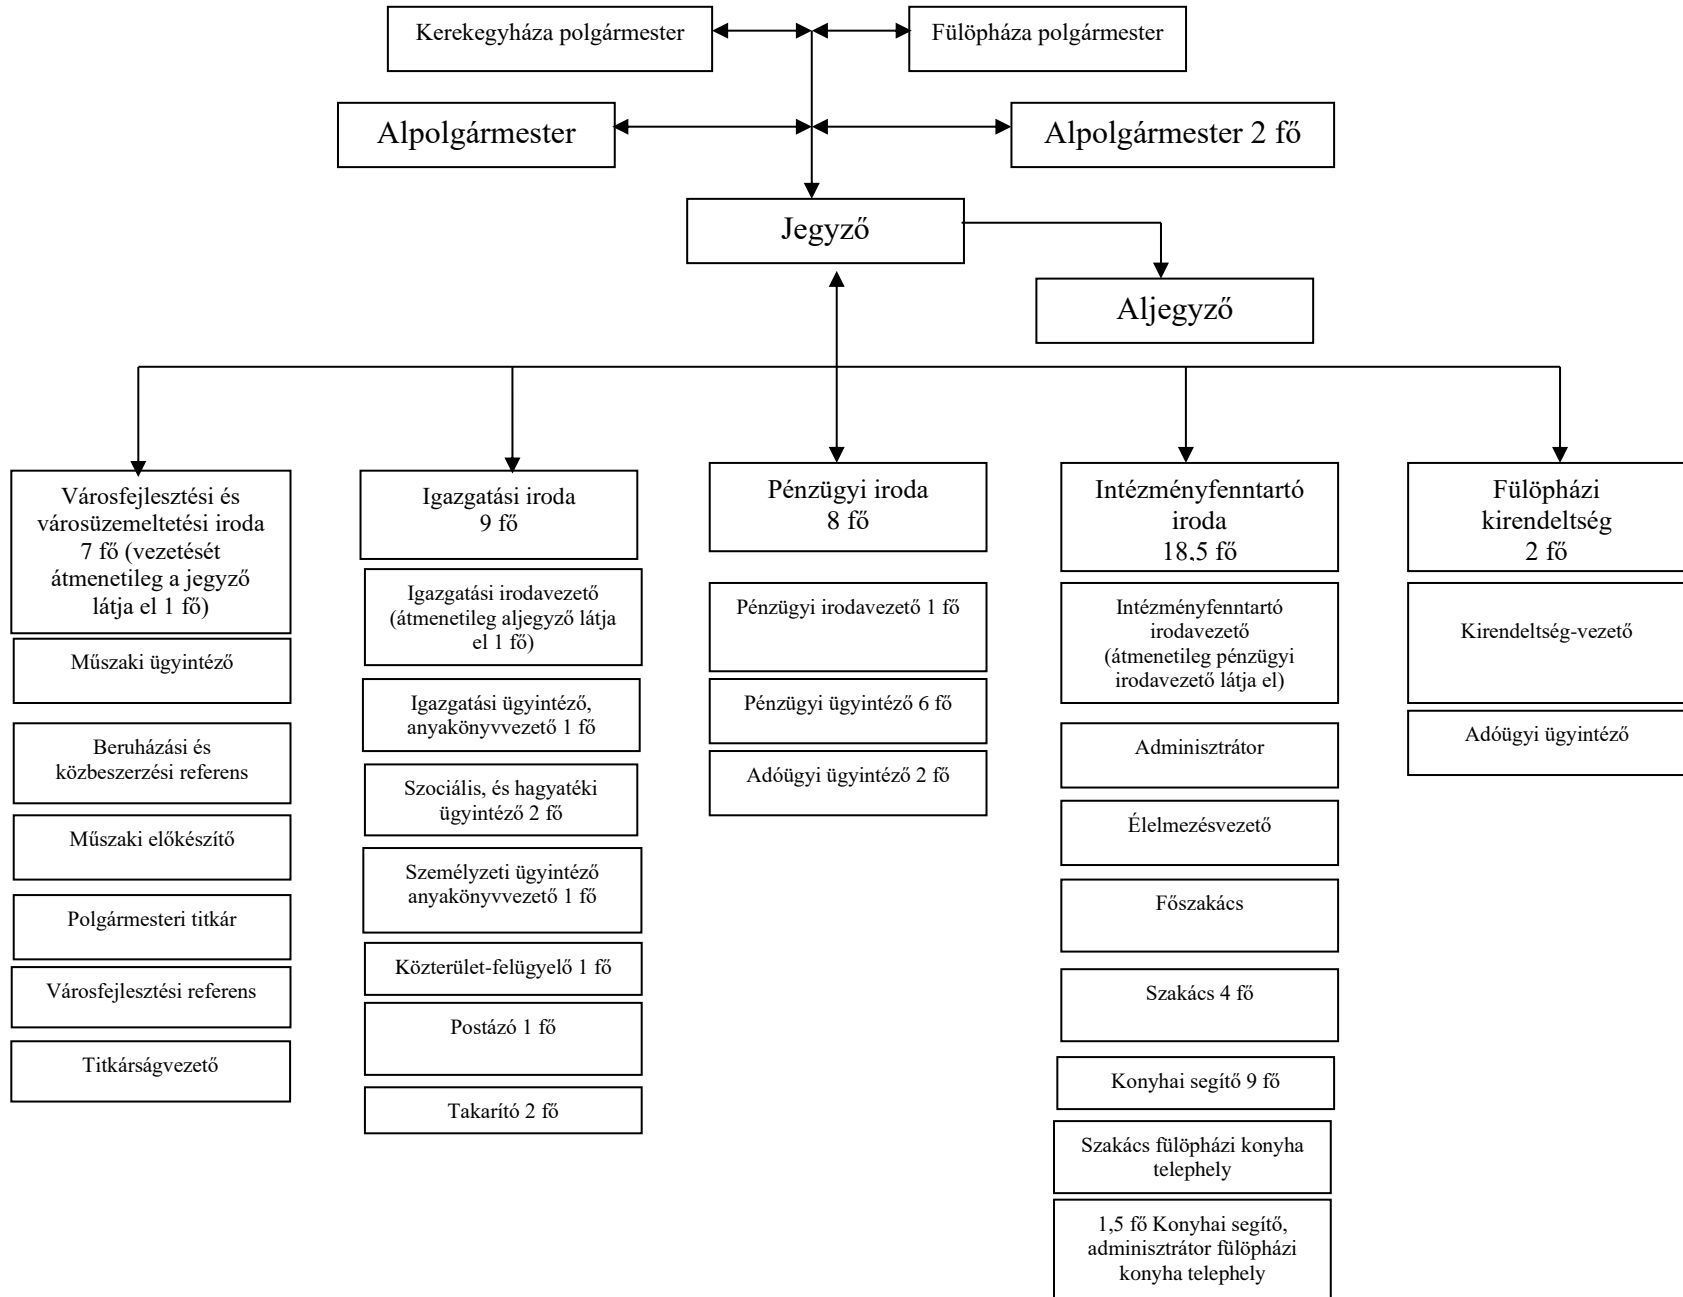 Kerekegyháza polgármester
Fülöpháza polgármester
Alpolgármester
Alpolgármester 2 fő
Jegyző
Aljegyző
Városfejlesztési és
városüzemeltetési iroda
7 fő (vezetését
átmenetileg a jegyző
látja el 1 fő)
Műszaki ügyintéző
Beruházási és
közbeszerzési referens
Műszaki előkészítő
Polgármesteri titkár
Városfejlesztési referens
Titkárságvezető
Igazgatási iroda
9 fő
Igazgatási irodavezető
(átmenetileg aljegyző látja
el 1 fő)
Igazgatási ügyintéző,
anyakönyvvezető 1 fő
Szociális, és hagyatéki
ügyintéző 2 fő
Személyzeti ügyintéző
anyakönyvvezető 1 fő
Közterület-felügyelő 1 fő
Postázó 1 fő
Takarító 2 fő
Pénzügyi iroda
8 fő
Pénzügyi irodavezető 1 fő
Pénzügyi ügyintéző 6 fő
Adóügyi ügyintéző 2 fő
Intézményfenntartó
iroda
18,5 fő
Intézményfenntartó
irodavezető
(átmenetileg pénzügyi
irodavezető látja el)
Adminisztrátor
Élelmezésvezető
Főszakács
Szakács 4 fő
Konyhai segítő 9 fő
Szakács fülöpházi konyha
telephely
1,5 fő Konyhai segítő,
adminisztrátor fülöpházi
konyha telephely
Fülöpházi
kirendeltség
2 fő
Kirendeltség-vezető
Adóügyi ügyintéző